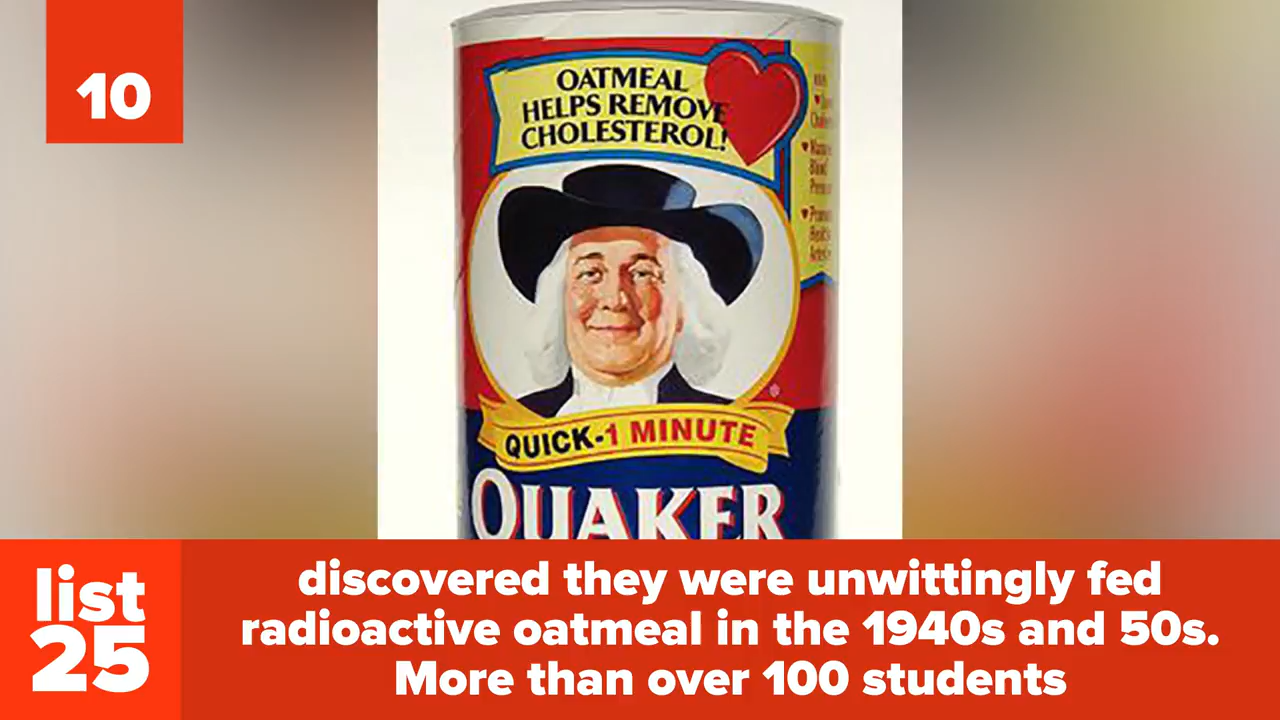 10
OATMEAL
HELPS REMOVE
CHOLESTEROL!
QUICK-1 MINUTE
QUAKER
list
25
discovered they were unwittingly fed
radioactive oatmeal in the 1940s and 50s.
More than over 100 students